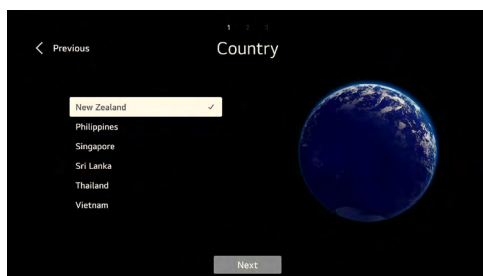 1 2 3
Previous
Country
New Zealand
Philippines
Singapore
Sri Lanka
Thailand
Vietnam
Next